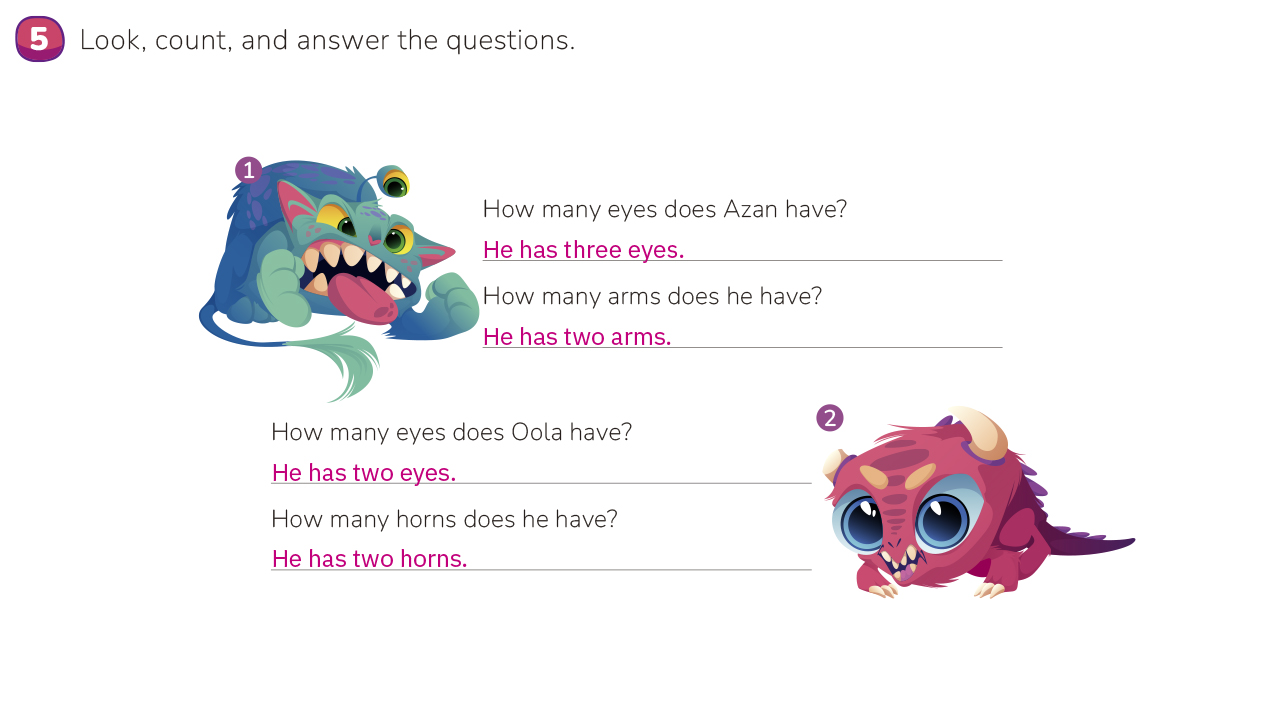 5 Look, count, and answer the questions.
1
How many eyes does Azan have?
He has three eyes.
How many arms does he have?
He has two arms.
2
How many eyes does Oola have?
He has two eyes.
How many horns does he have?
He has two horns.